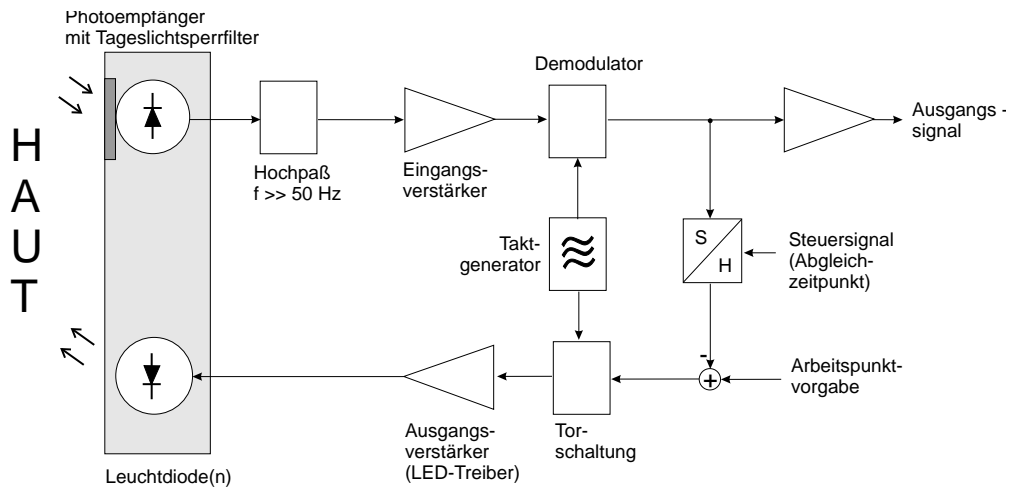 Photoempfänger
mit Tageslichtsperrfilter
Demodulator
Ausgangs -
signal
H
A
U
T
Hochpaß
f >> 50 Hz
Eingangs-
verstärker
Takt-
generator
S
H
Steuersignal
(Abgleich-
zeitpunkt)
-
+
Arbeitspunkt-
vorgabe
Ausgangs-
verstärker
(LED-Treiber)
Tor-
schaltung
Leuchtdiode(n)